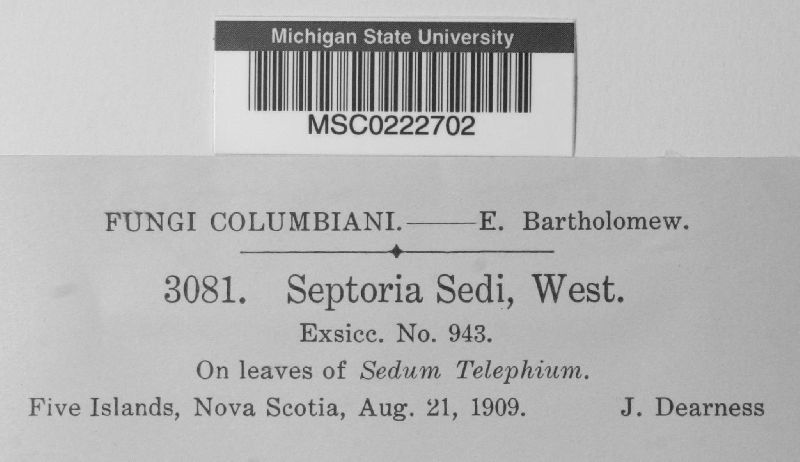 Michigan State University
MSC0222702
FUNGI COLUMBIANI.——E. Bartholomew.
3081. Septoria Sedi, West.
Exsicc. No. 943.
On leaves of Sedum Telephium.
Five Islands, Nova Scotia, Aug. 21, 1909. J. Dearness